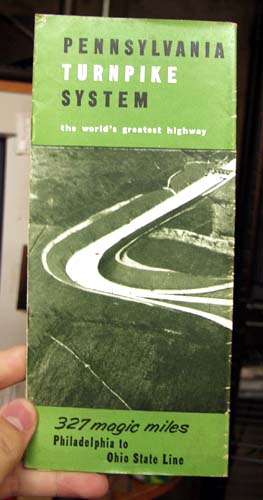 PENNSYLVANIA
TURNPIKE
SYSTEM
the world's greatest highway
327 magic miles
Philadelphia to
Ohio State Line